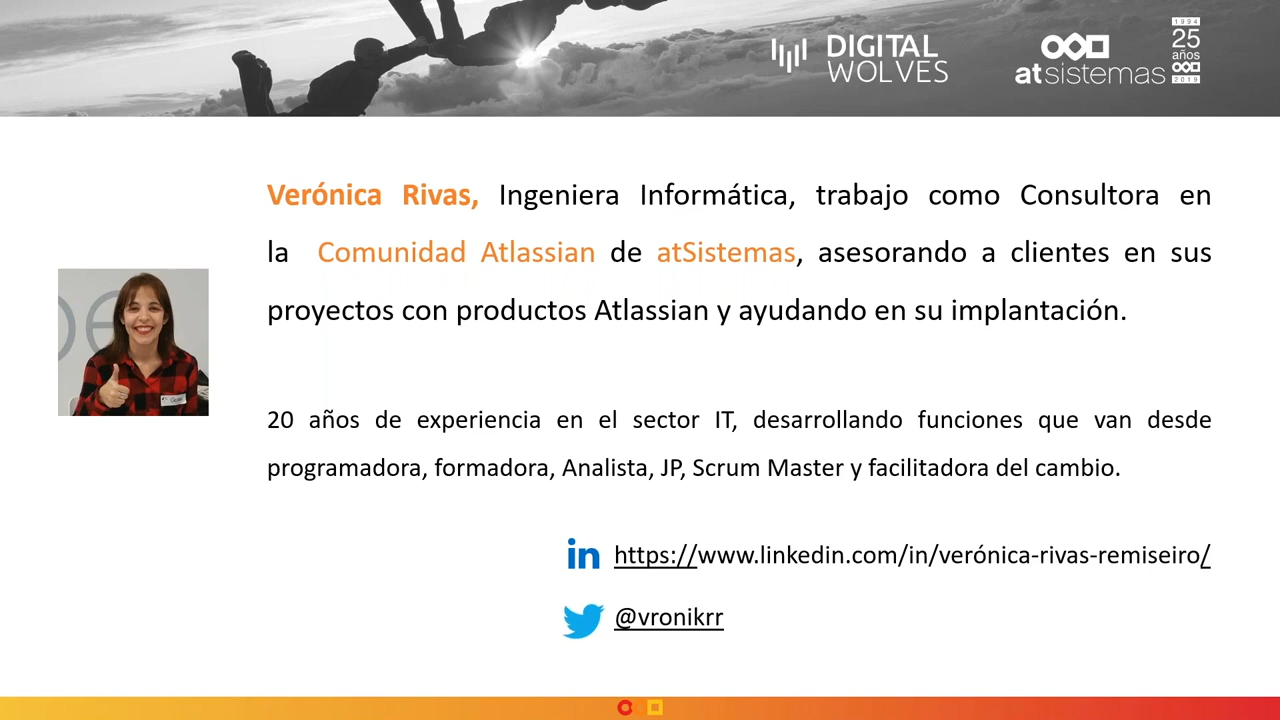 DIGITAL
WOLVES
atsistemas
1994
25
años
2019
Verónica Rivas, Ingeniera Informática, trabajo como Consultora en
la Comunidad Atlassian de atSistemas, asesorando a clientes en sus
proyectos con productos Atlassian y ayudando en su implantación.
20 años de experiencia en el sector IT, desarrollando funciones que van desde
programadora, formadora, Analista, JP, Scrum Master y facilitadora del cambio.
in https://www.linkedin.com/in/verónica-rivas-remiseiro/
@vronikrr